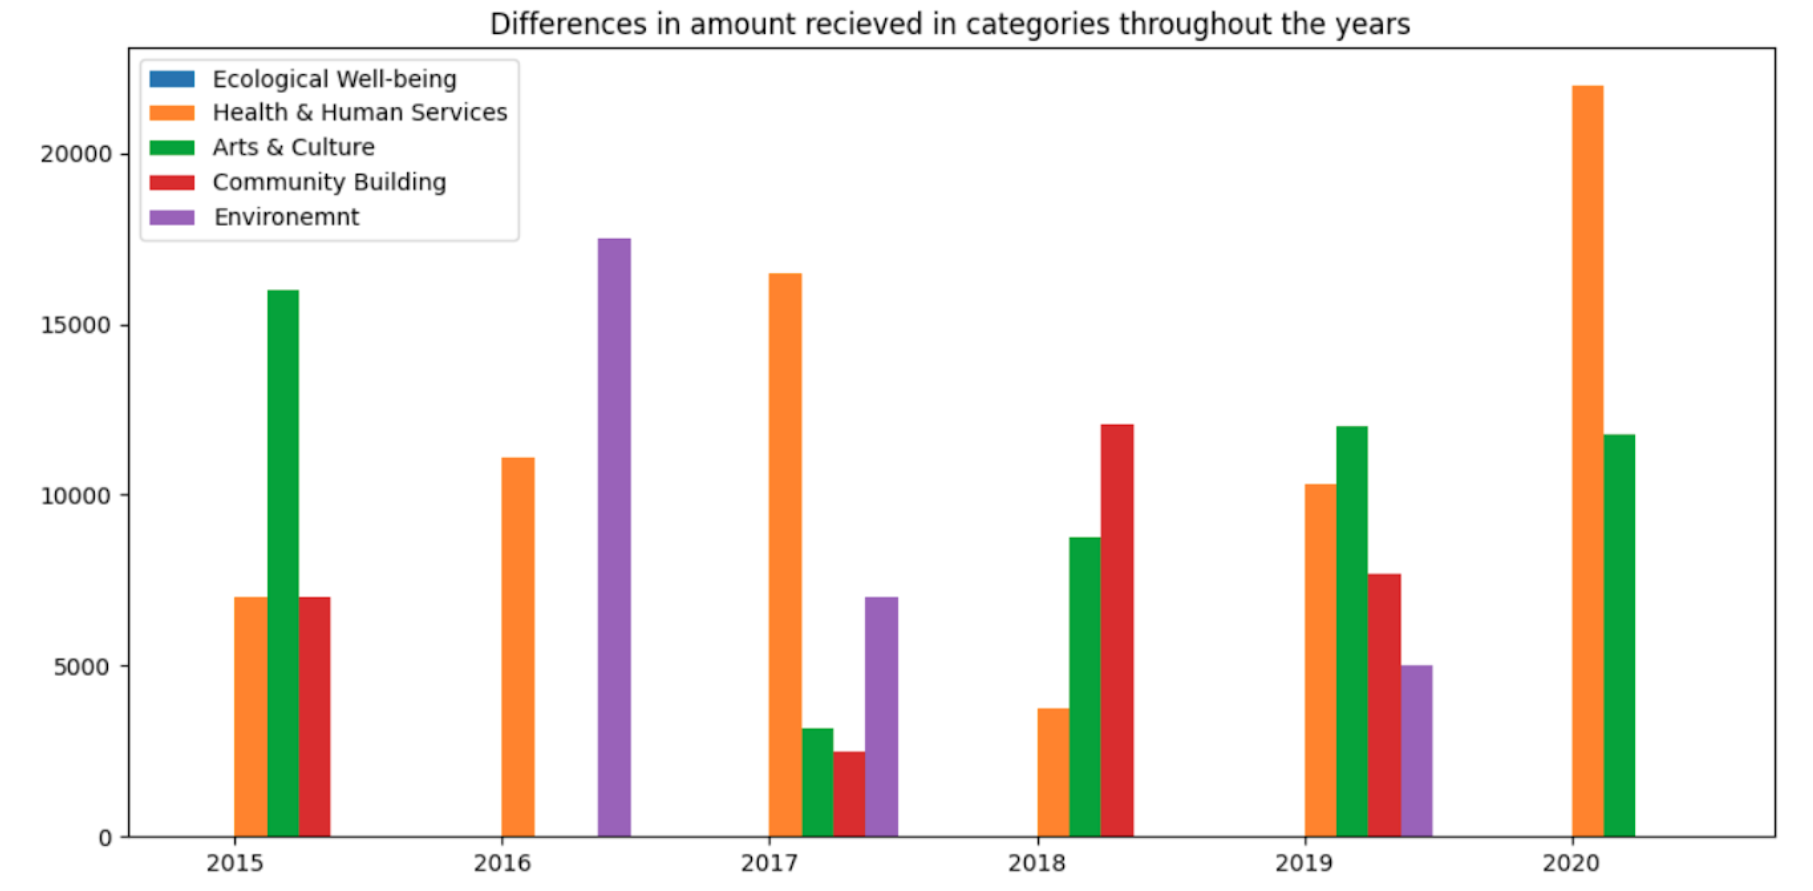 Differences in amount recieved in categories throughout the years
Ecological Well-being
Health & Human Services
Arts & Culture
Community Building
Environemnt
20000
15000
10000
5000
0
2015 2016 2017 2018 2019 2020